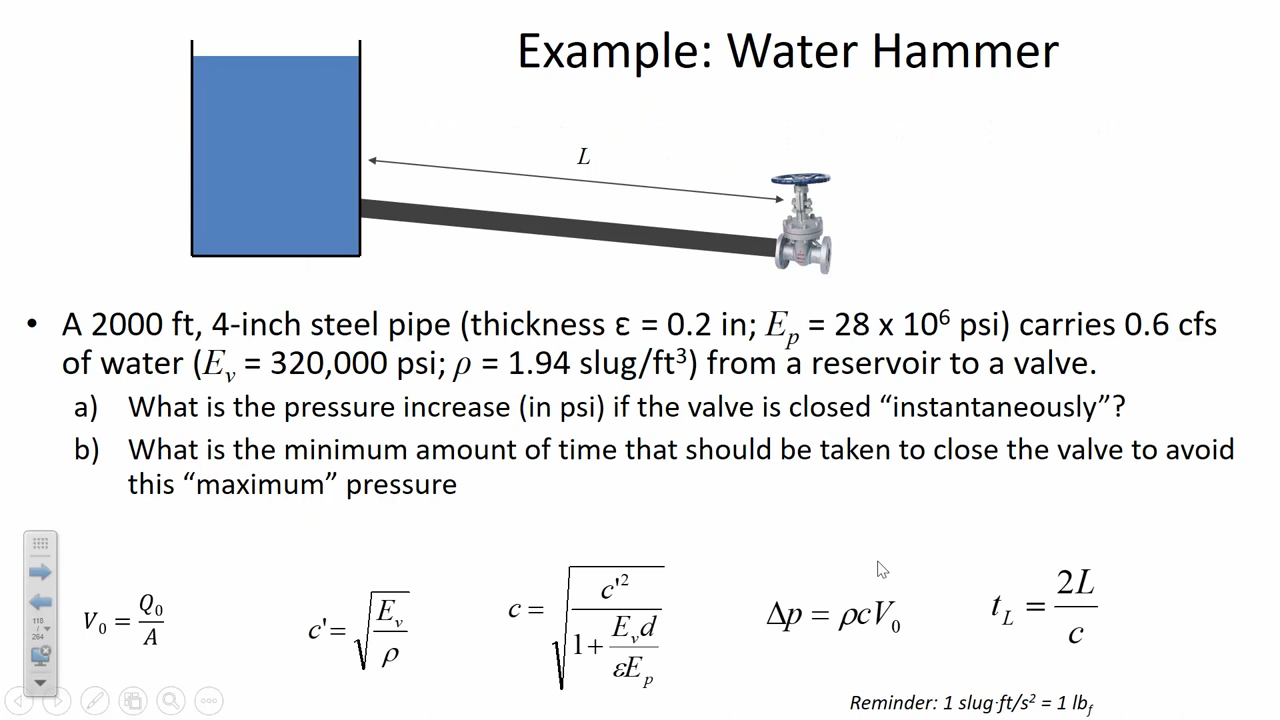 Example: Water Hammer
L
• A 2000 ft, 4-inch steel pipe (thickness ε = 0.2 in; E_p = 28 x 10⁶ psi) carries 0.6 cfs
of water (E_v = 320,000 psi; ρ = 1.94 slug/ft³) from a reservoir to a valve.
a) What is the pressure increase (in psi) if the valve is closed “instantaneously”?
b) What is the minimum amount of time that should be taken to close the valve to avoid
this “maximum” pressure
V₀ = Q₀/A
c' = √(E_v/ρ)
c = √(c'²/(1 + E_v d/(εE_p)))
Δp = ρcV₀
t_L = 2L/c
118
/
264
Reminder: 1 slug·ft/s² = 1 lb_f